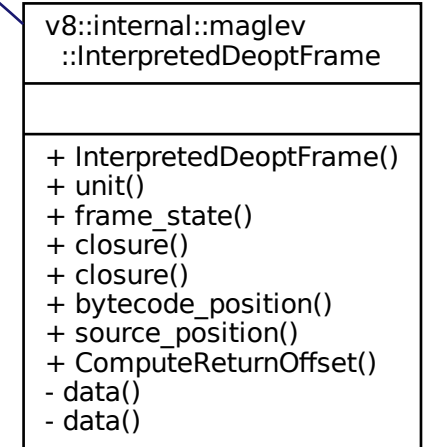 v8::internal::maglev
::InterpretedDeoptFrame
+ InterpretedDeoptFrame()
+ unit()
+ frame_state()
+ closure()
+ closure()
+ bytecode_position()
+ source_position()
+ ComputeReturnOffset()
- data()
- data()